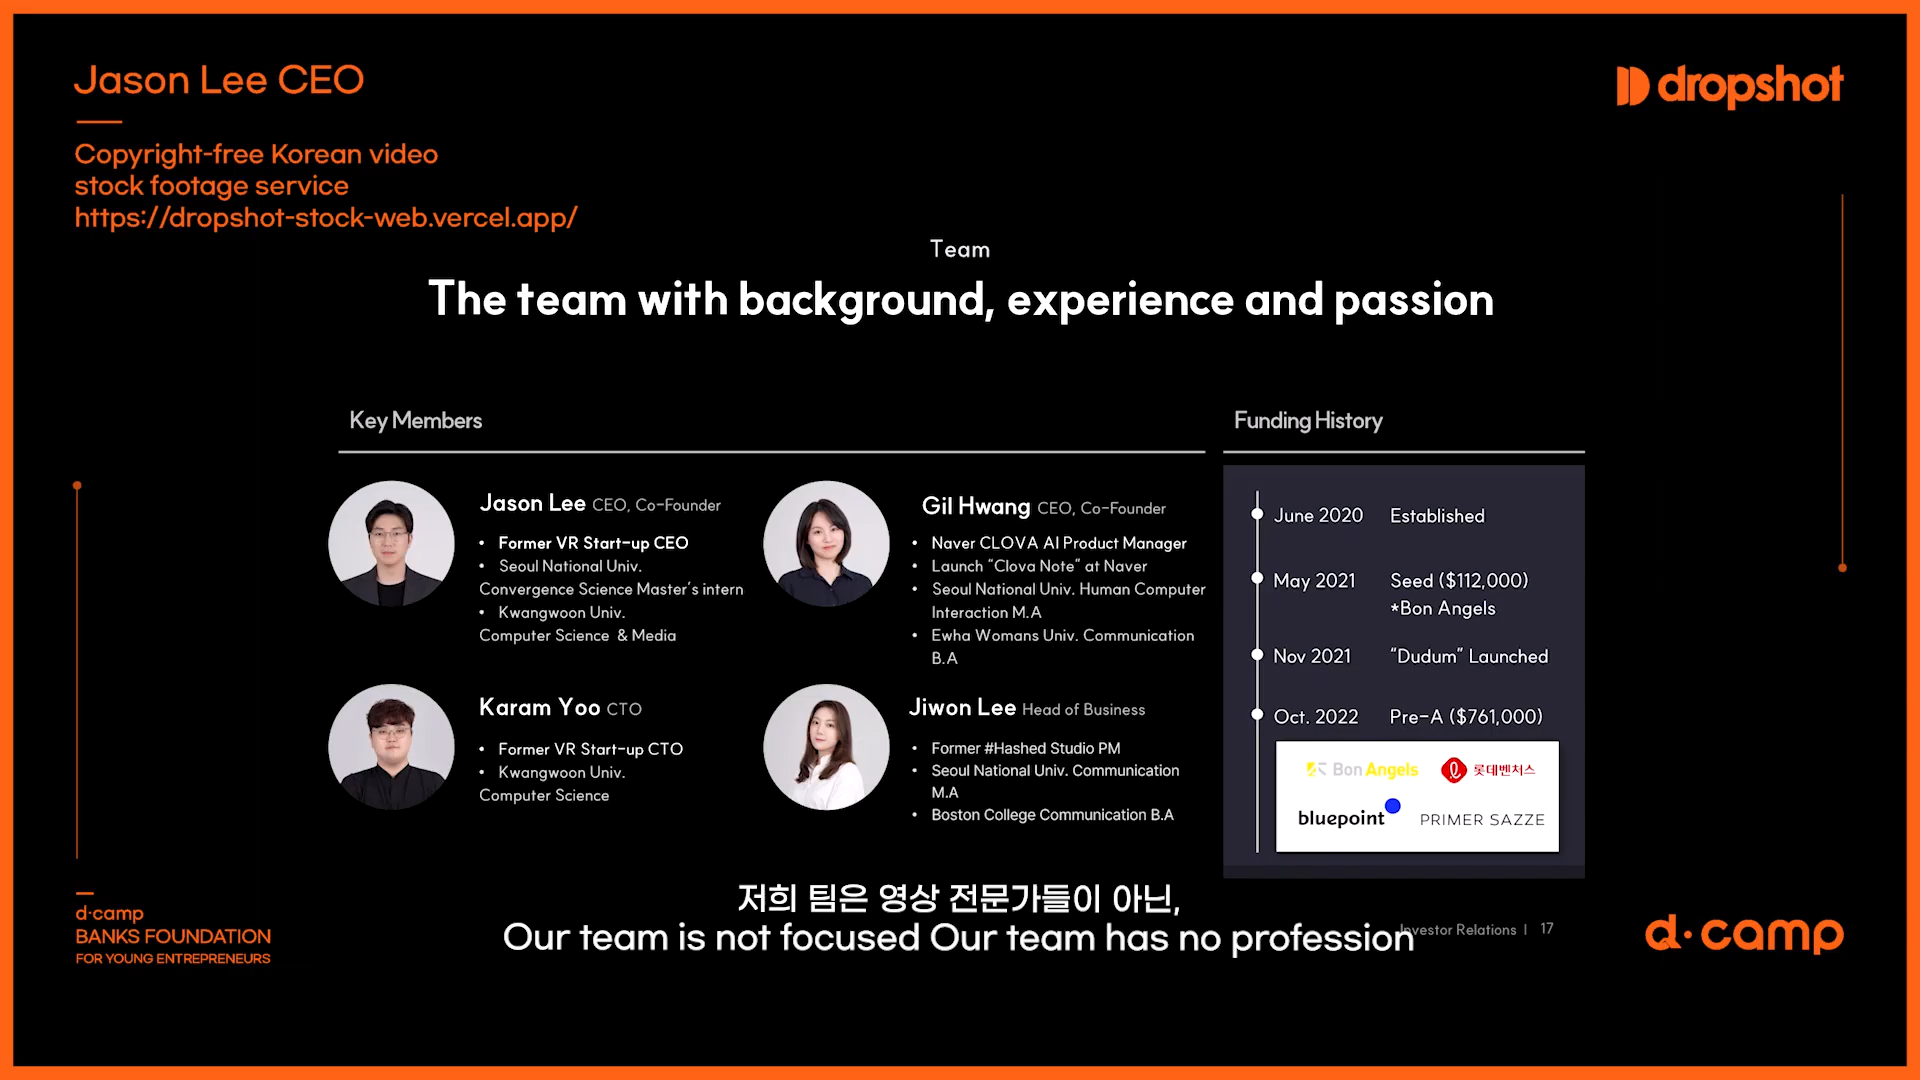 Jason Lee CEO
dropshot
Copyright-free Korean video
stock footage service
https://dropshot-stock-web.vercel.app/
Team
The team with background, experience and passion
Key Members
Jason Lee CEO, Co-Founder
• Former VR Start-up CEO
• Seoul National Univ.
Convergence Science Master's intern
• Kwangwoon Univ.
Computer Science & Media
Gil Hwang CEO, Co-Founder
• Naver CLOVA AI Product Manager
• Launch "Clova Note" at Naver
• Seoul National Univ. Human Computer
Interaction M.A
• Ewha Womans Univ. Communication
B.A
Karam Yoo CTO
• Former VR Start-up CTO
• Kwangwoon Univ.
Computer Science
Jiwon Lee Head of Business
• Former #Hashed Studio PM
• Seoul National Univ. Communication
M.A
• Boston College Communication B.A
Funding History
June 2020 Established
May 2021 Seed ($112,000)
*Bon Angels
Nov 2021 “Dudum” Launched
Oct. 2022 Pre-A ($761,000)
Bon Angels
롯데벤처스
bluepoint
PRIMER SAZZE
저희 팀은 영상 전문가들이 아닌,
Our team is not focused Our team has no profession
Investor Relations | 17
d·camp
BANKS FOUNDATION
FOR YOUNG ENTREPRENEURS
d·camp